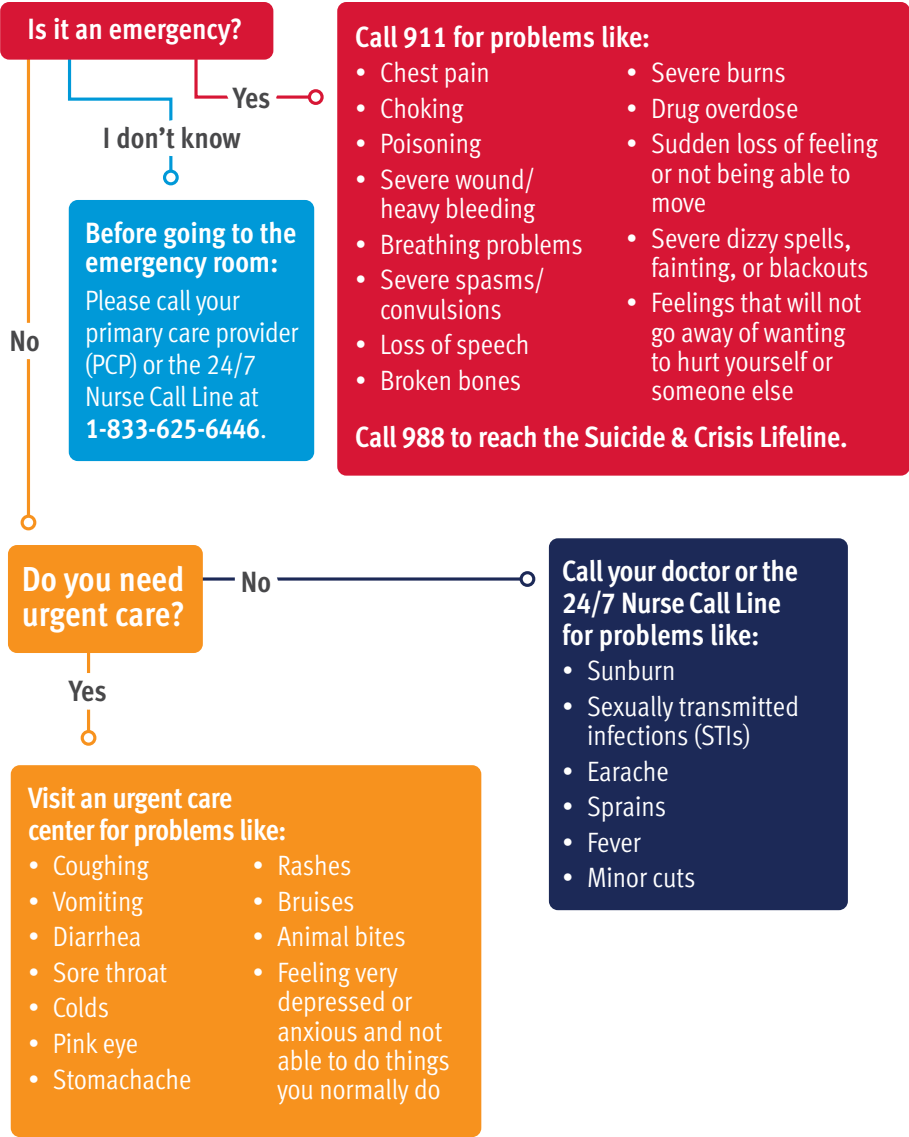 Is it an emergency?
Yes
I don't know
No
Call 911 for problems like:
• Chest pain
• Choking
• Poisoning
• Severe wound/
heavy bleeding
• Breathing problems
• Severe spasms/
convulsions
• Loss of speech
• Broken bones
• Severe burns
• Drug overdose
• Sudden loss of feeling
or not being able to
move
• Severe dizzy spells,
fainting, or blackouts
• Feelings that will not
go away of wanting
to hurt yourself or
someone else
Call 988 to reach the Suicide & Crisis Lifeline.
Before going to the
emergency room:
Please call your
primary care provider
(PCP) or the 24/7
Nurse Call Line at
1-833-625-6446.
Do you need
urgent care?
No
Yes
Call your doctor or the
24/7 Nurse Call Line
for problems like:
• Sunburn
• Sexually transmitted
infections (STIs)
• Earache
• Sprains
• Fever
• Minor cuts
Visit an urgent care
center for problems like:
• Coughing
• Vomiting
• Diarrhea
• Sore throat
• Colds
• Pink eye
• Stomachache
• Rashes
• Bruises
• Animal bites
• Feeling very
depressed or
anxious and not
able to do things
you normally do